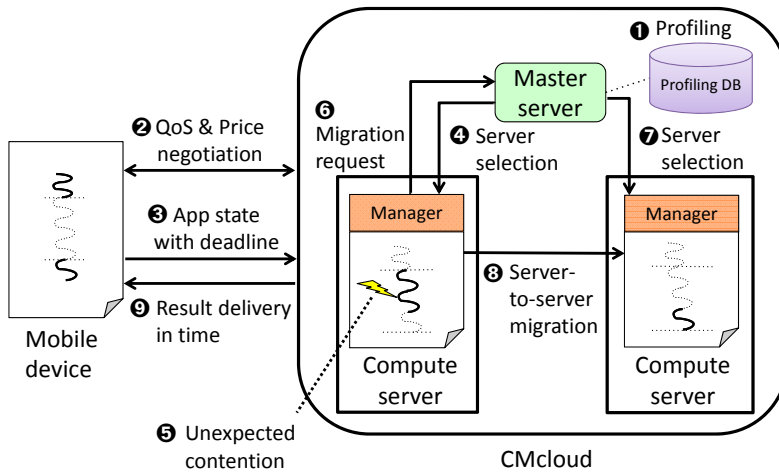 ❶ Profiling
Profiling DB
Master
server
❷ QoS & Price
negotiation
❻
Migration
request
❹ Server
selection
❼ Server
selection
❸ App state
with deadline
Manager
Manager
❾ Result delivery
in time
❽ Server-
to-server
migration
Mobile
device
Compute
server
Compute
server
❺ Unexpected
contention
CMcloud